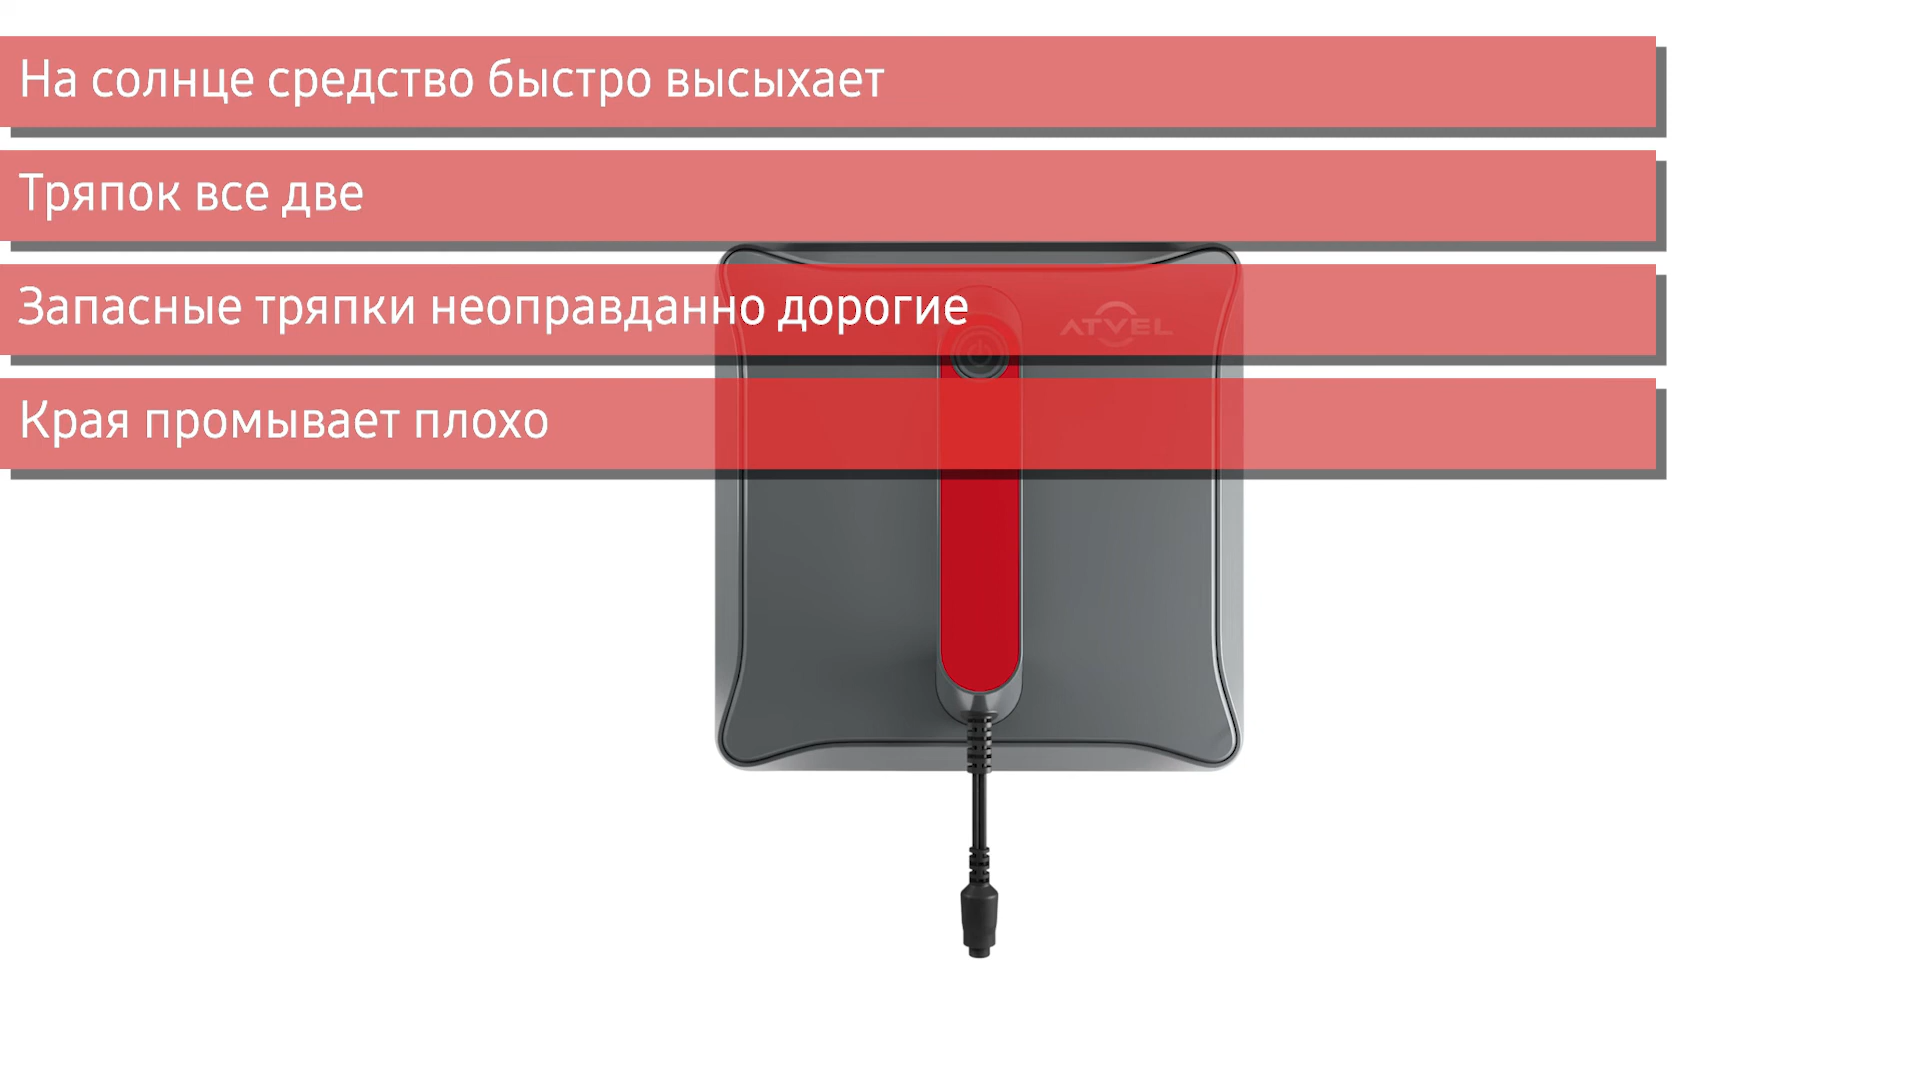 На солнце средство быстро высыхает
Тряпок все две
Запасные тряпки неоправданно дорогие
ATVEL
Края промывает плохо